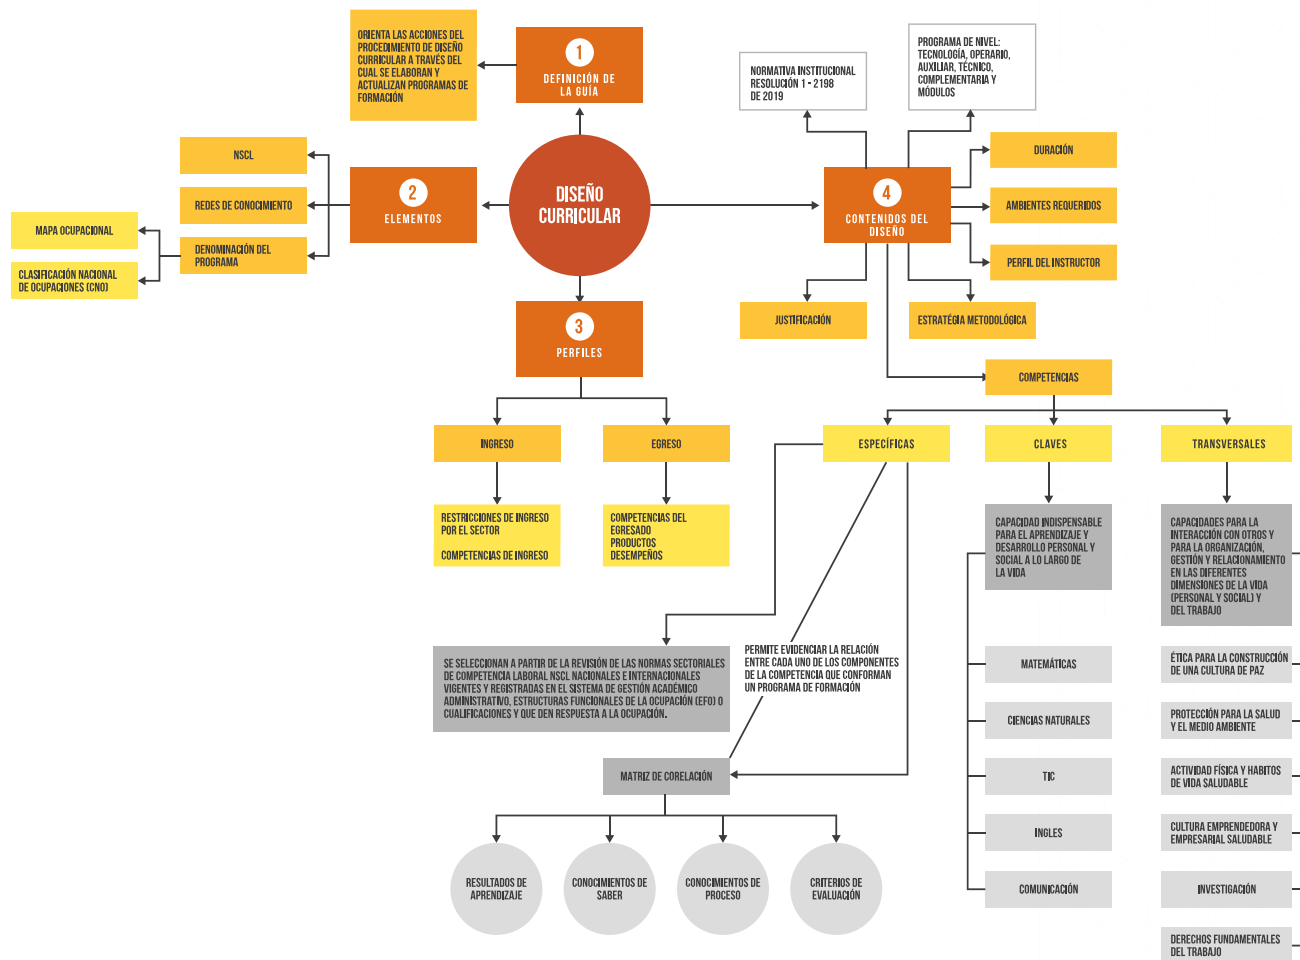 ORIENTA LAS ACCIONES DEL
PROCEDIMIENTO DE DISEÑO
CURRICULAR A TRAVÉS DEL
CUAL SE ELABORAN Y
ACTUALIZAN PROGRAMAS DE
FORMACIÓN
1
DEFINICIÓN DE
LA GUÍA
NORMATIVA INSTITUCIONAL
RESOLUCIÓN 1 - 2198
DE 2019
PROGRAMA DE NIVEL:
TECNOLOGÍA, OPERARIO,
AUXILIAR, TÉCNICO,
COMPLEMENTARIA Y
MÓDULOS
NSCL
REDES DE CONOCIMIENTO
DENOMINACIÓN DEL
PROGRAMA
MAPA OCUPACIONAL
CLASIFICACIÓN NACIONAL
DE OCUPACIONES (CNO)
2
ELEMENTOS
DISEÑO
CURRICULAR
4
CONTENIDOS DEL
DISEÑO
DURACIÓN
AMBIENTES REQUERIDOS
PERFIL DEL INSTRUCTOR
JUSTIFICACIÓN
ESTRATÉGIA METODOLÓGICA
3
PERFILES
COMPETENCIAS
INGRESO
EGRESO
ESPECÍFICAS
CLAVES
TRANSVERSALES
RESTRICCIONES DE INGRESO
POR EL SECTOR
COMPETENCIAS DE INGRESO
COMPETENCIAS DEL
EGRESADO
PRODUCTOS
DESEMPEÑOS
CAPACIDAD INDISPENSABLE
PARA EL APRENDIZAJE Y
DESARROLLO PERSONAL Y
SOCIAL A LO LARGO DE
LA VIDA
CAPACIDADES PARA LA
INTERACCIÓN CON OTROS Y
PARA LA ORGANIZACIÓN,
GESTIÓN Y RELACIONAMIENTO
EN LAS DIFERENTES
DIMENSIONES DE LA VIDA
(PERSONAL Y SOCIAL) Y
DEL TRABAJO
SE SELECCIONAN A PARTIR DE LA REVISIÓN DE LAS NORMAS SECTORIALES
DE COMPETENCIA LABORAL NSCL NACIONALES E INTERNACIONALES
VIGENTES Y REGISTRADAS EN EL SISTEMA DE GESTIÓN ACADÉMICO
ADMINISTRATIVO, ESTRUCTURAS FUNCIONALES DE LA OCUPACIÓN (EFO) O
CUALIFICACIONES Y QUE DEN RESPUESTA A LA OCUPACIÓN.
PERMITE EVIDENCIAR LA RELACIÓN
ENTRE CADA UNO DE LOS COMPONENTES
DE LA COMPETENCIA QUE CONFORMAN
UN PROGRAMA DE FORMACIÓN
MATRIZ DE CORELACIÓN
RESULTADOS DE
APRENDIZAJE
CONOCIMIENTOS DE
SABER
CONOCIMIENTOS DE
PROCESO
CRITERIOS DE
EVALUACIÓN
MATEMÁTICAS
CIENCIAS NATURALES
TIC
INGLES
COMUNICACIÓN
ÉTICA PARA LA CONSTRUCCIÓN
DE UNA CULTURA DE PAZ
PROTECCIÓN PARA LA SALUD
Y EL MEDIO AMBIENTE
ACTIVIDAD FÍSICA Y HABITOS
DE VIDA SALUDABLE
CULTURA EMPRENDEDORA Y
EMPRESARIAL SALUDABLE
INVESTIGACIÓN
DERECHOS FUNDAMENTALES
DEL TRABAJO